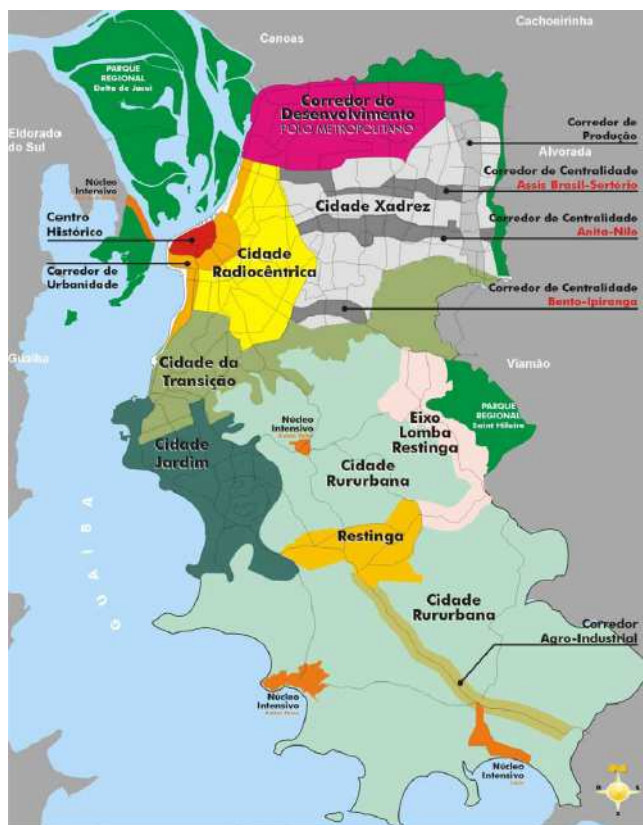 Cachoeirinha
Canoas
PARQUE
REGIONAL
Delta do Jacuí
Corredor do
Desenvolvimento
POLO METROPOLITANO
Eldorado
do Sul
Corredor de
Produção
Alvorada
Núcleo
Intensivo
Corredor de Centralidade
Assis Brasil-Sertório
Cidade Xadrez
Centro
Histórico
Corredor de Centralidade
Anita-Nilo
Cidade
Radiocêntrica
Corredor de
Urbanidade
Corredor de Centralidade
Bento-Ipiranga
Guaíba
Cidade da
Transição
Viamão
PARQUE
REGIONAL
Saint Hilaire
Eixo
Lomba
Restinga
Núcleo
Intensivo
Cidade
Jardim
Cidade
Rururbana
GUAÍBA
Restinga
Cidade
Rururbana
Corredor
Agro-Industrial
Núcleo
Intensivo
Núcleo
Intensivo